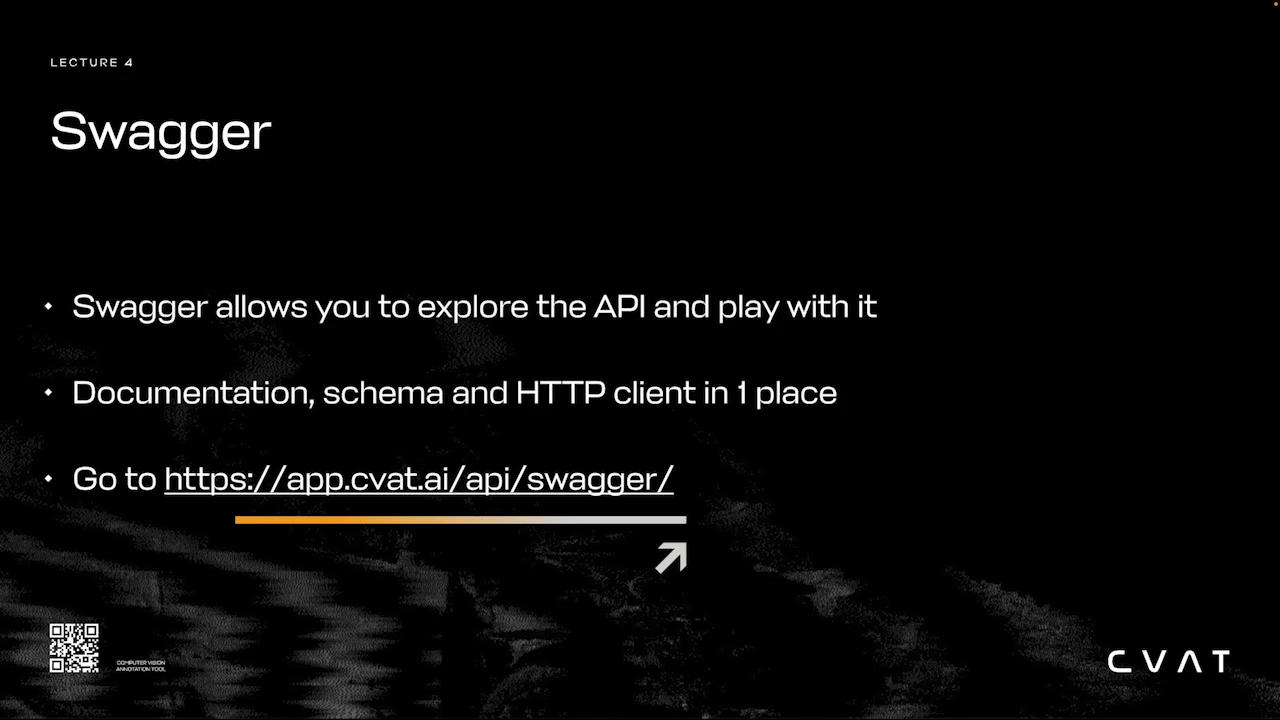 LECTURE 4
Swagger
Swagger allows you to explore the API and play with it
Documentation, schema and HTTP client in 1 place
Go to https://app.cvat.ai/api/swagger/
COMPUTER VISION
ANNOTATION TOOL
CVAT